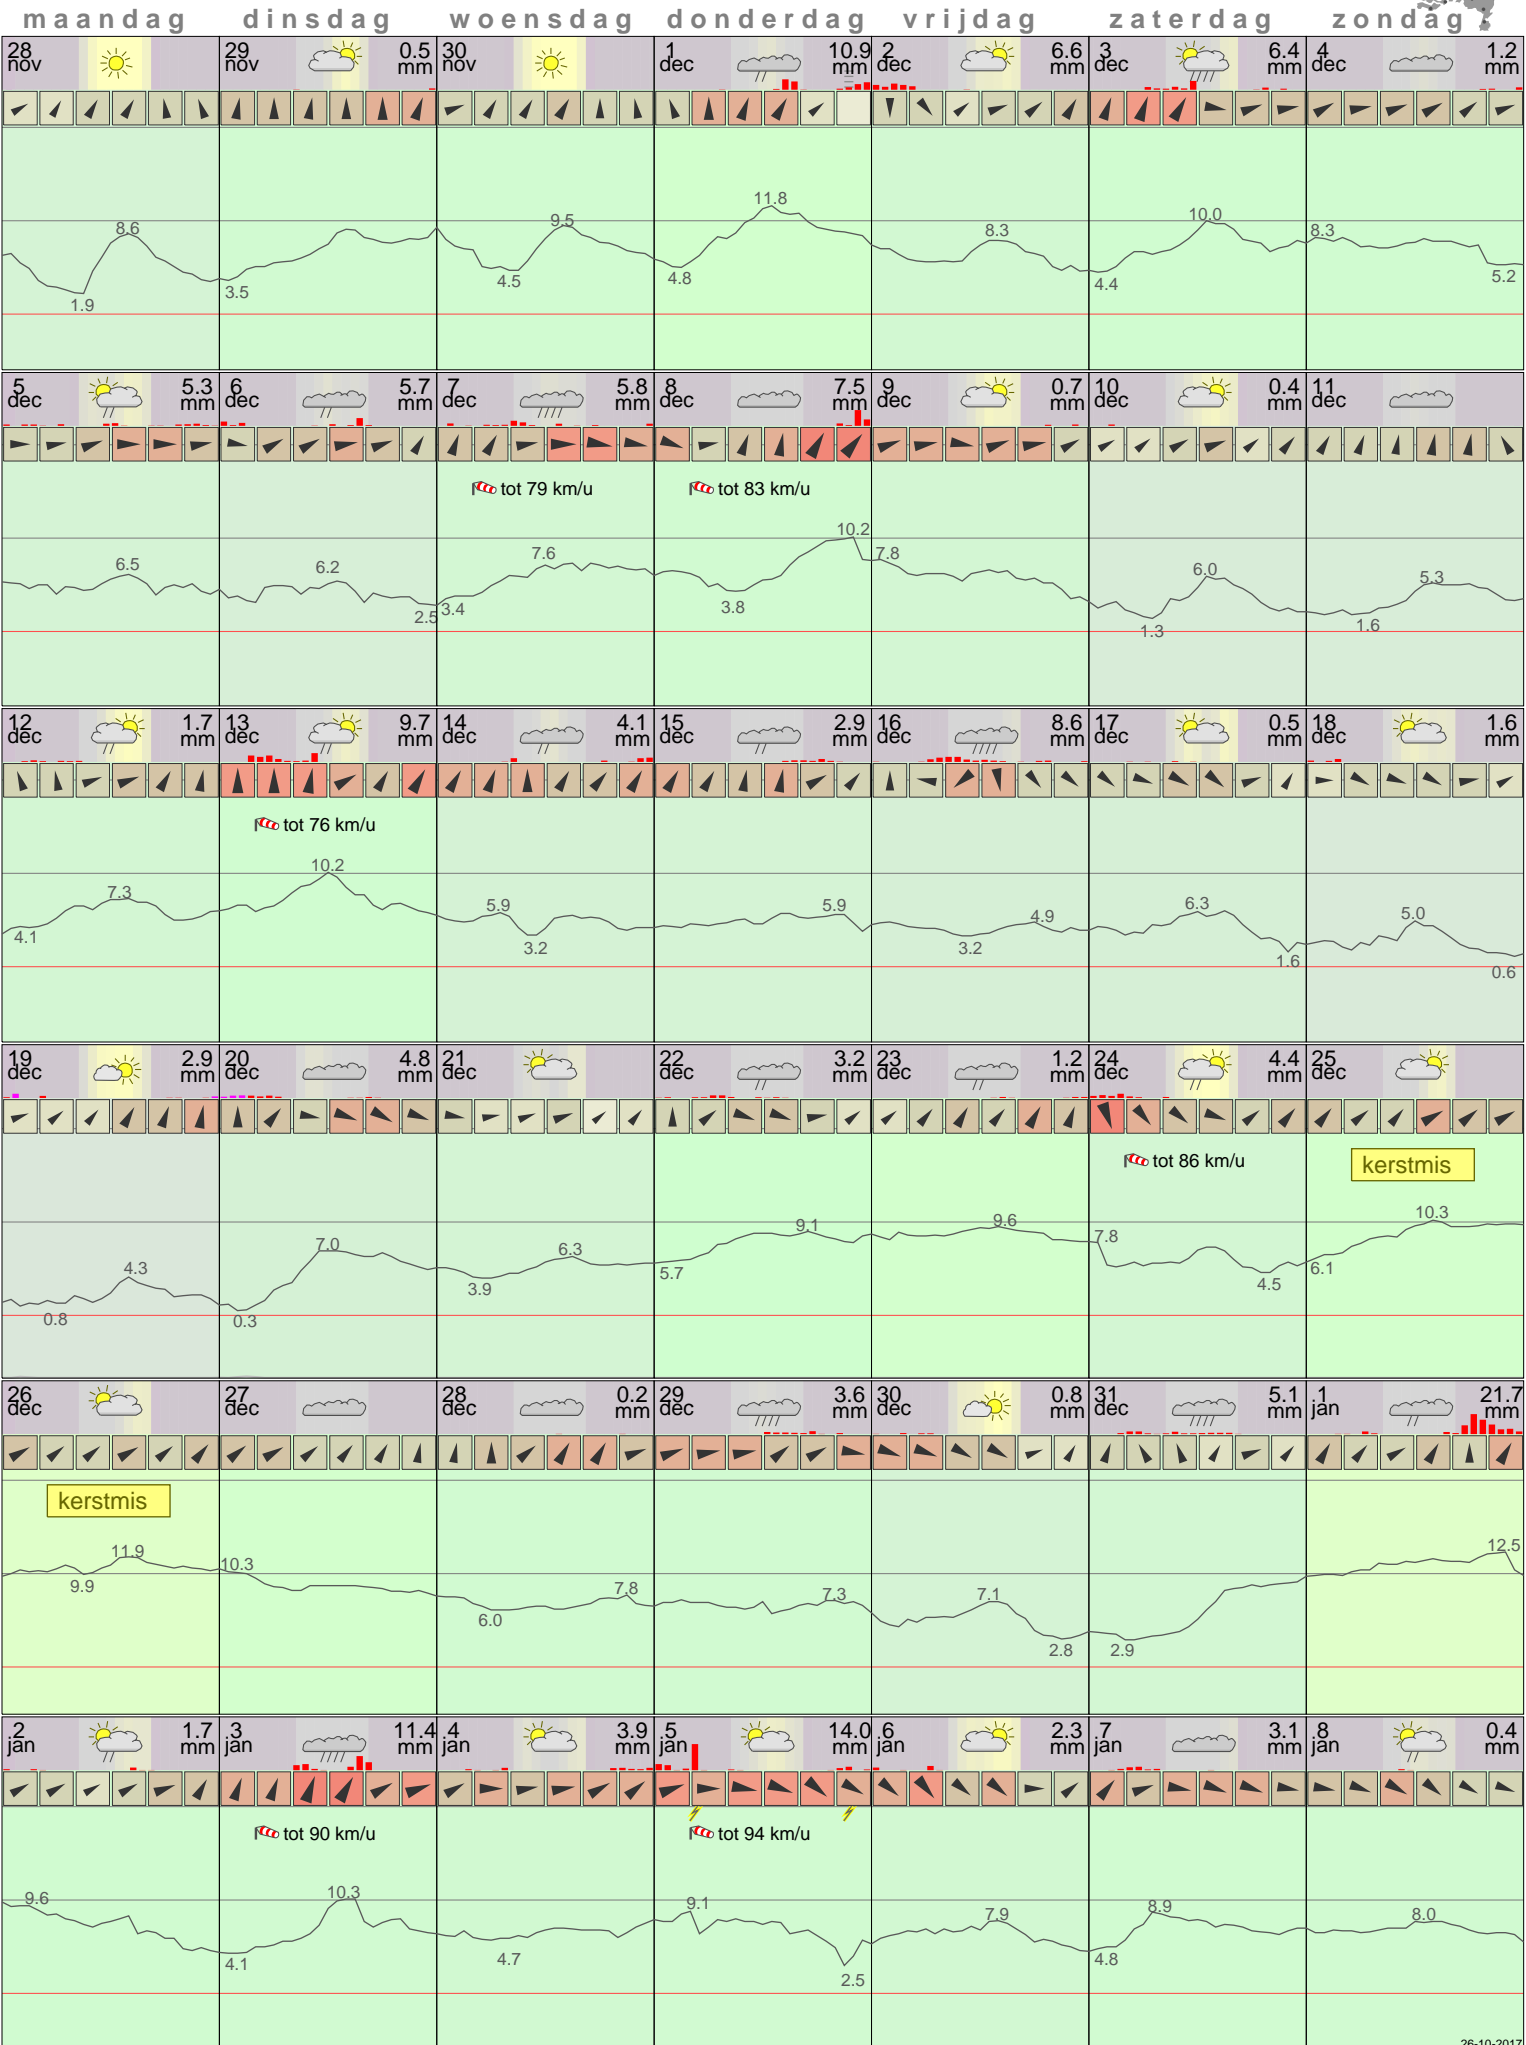 maandag dinsdag woensdag donderdag vrijdag zaterdag zondag
28 29 0.5 30 1 10.9 2 6.6 3 6.4 4 1.2
nov nov mm nov dec mm dec mm dec mm dec mm
11.8
8.6 9.5 8.3 10.0 8.3
1.9 3.5 4.5 4.8 4.4 5.2
5 5.3 6 5.7 7 5.8 8 7.5 9 0.7 10 0.4 11
dec mm dec mm dec mm dec mm dec mm dec mm dec
tot 79 km/u tot 83 km/u
10.2
6.5 6.2 7.6 7.8 6.0 5.3
2.5 3.4 3.8 1.3 1.6
12 1.7 13 9.7 14 4.1 15 2.9 16 8.6 17 0.5 18 1.6
dec mm dec mm dec mm dec mm dec mm dec mm dec mm
tot 76 km/u
10.2
7.3 5.9 5.9 4.9 6.3 5.0
4.1 3.2 3.2 1.6 0.6
19 2.9 20 4.8 21 22 3.2 23 1.2 24 4.4 25
dec mm dec mm dec dec mm dec mm dec mm dec
tot 86 km/u kerstmis
9.1 9.6 7.8 10.3
4.3 7.0 6.3
0.8 0.3 3.9 5.7 4.5 6.1
26 27 28 0.2 29 3.6 30 0.8 31 5.1 1 21.7
dec dec dec mm dec mm dec mm dec mm jan mm
kerstmis
11.9 10.3 12.5
9.9 7.8 7.3 7.1
6.0 2.8 2.9
2 1.7 3 11.4 4 3.9 5 14.0 6 2.3 7 3.1 8 0.4
jan mm jan mm jan mm jan mm jan mm jan mm jan mm
tot 90 km/u tot 94 km/u
9.6 10.3 9.1 7.9 8.9 8.0
4.1 4.7 2.5 4.8
26-10-2017